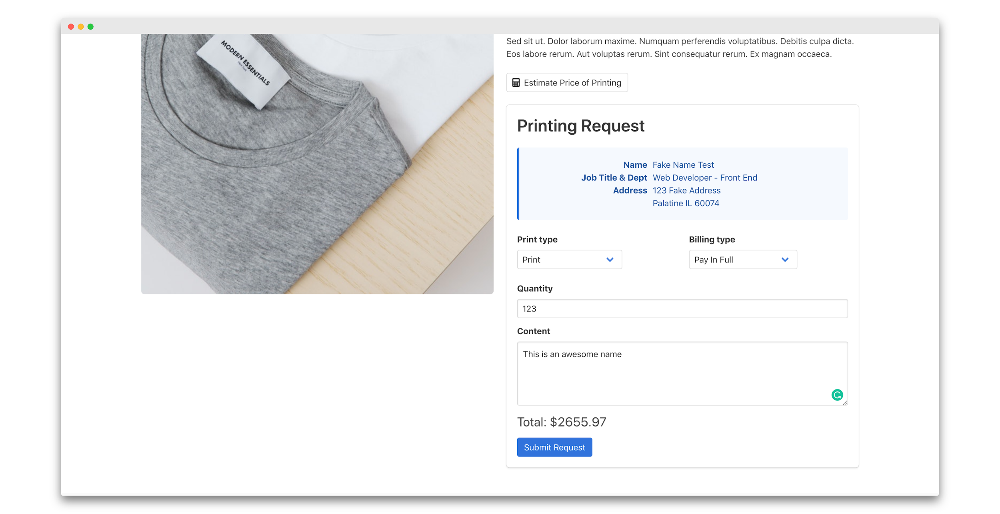 MODERN ESSENTIALS
New York
Sed sit ut. Dolor laborum maxime. Numquam perferendis voluptatibus. Debitis culpa dicta.
Eos labore rerum. Aut voluptas rerum. Sint consequatur rerum. Ex magnam occaeca.
Estimate Price of Printing
Printing Request
Name Fake Name Test
Job Title & Dept Web Developer - Front End
Address 123 Fake Address
Palatine IL 60074
Print type Billing type
Print Pay In Full
Quantity
123
Content
This is an awesome name
Total: $2655.97
Submit Request